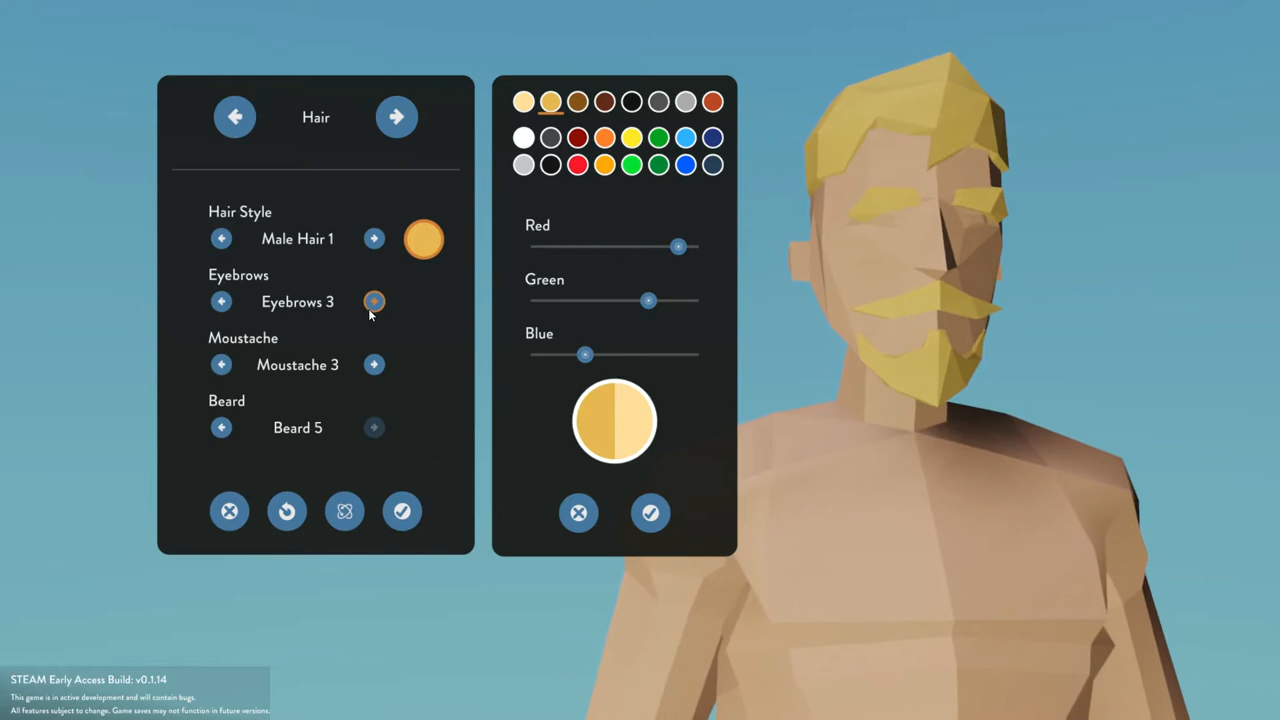 Hair
Hair Style
Male Hair 1
Eyebrows
Eyebrows 3
Moustache
Moustache 3
Beard
Beard 5
Red
Green
Blue
STEAM Early Access Build: v0.1.14
This game is in active development and will contain bugs.
All features subject to change. Game saves may not function in future versions.